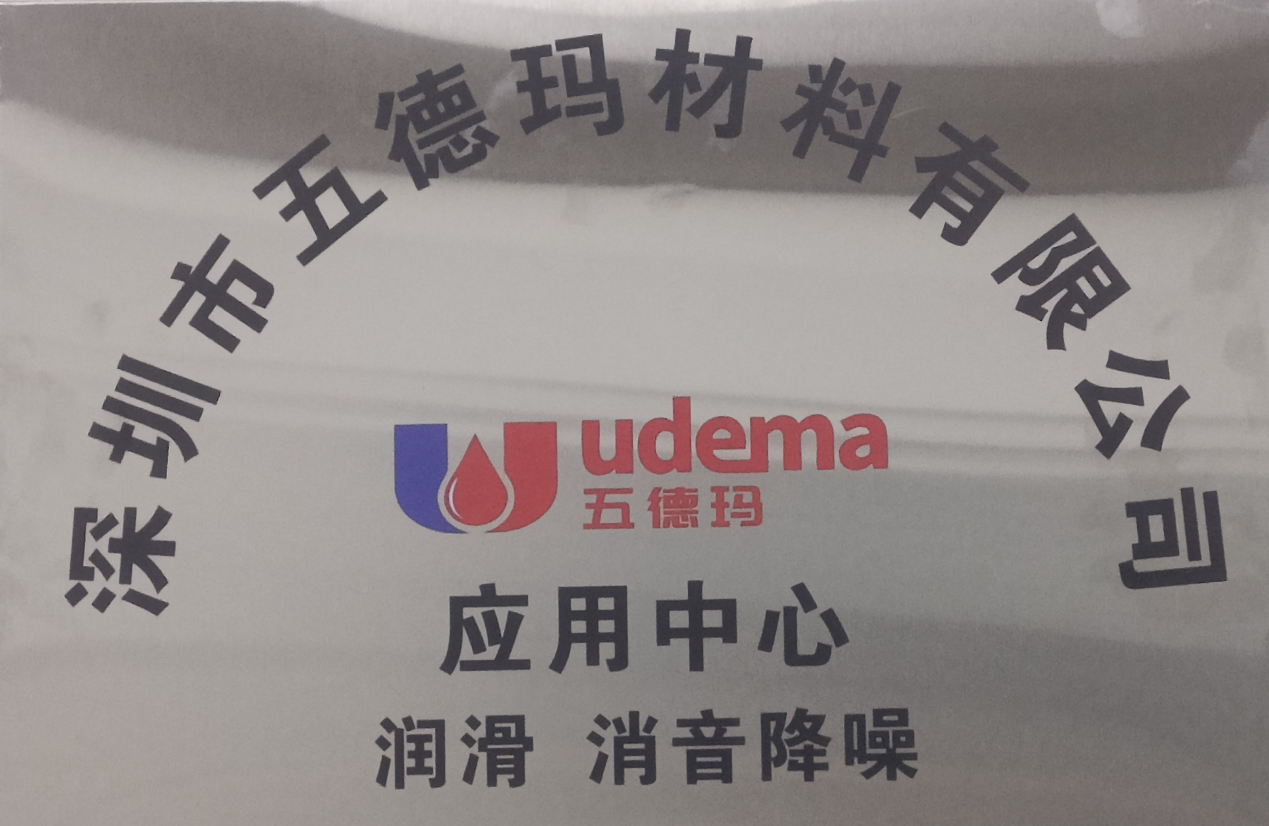 深圳市五德玛材料有限公司
udema
五德玛
应用中心
润滑 消音降噪